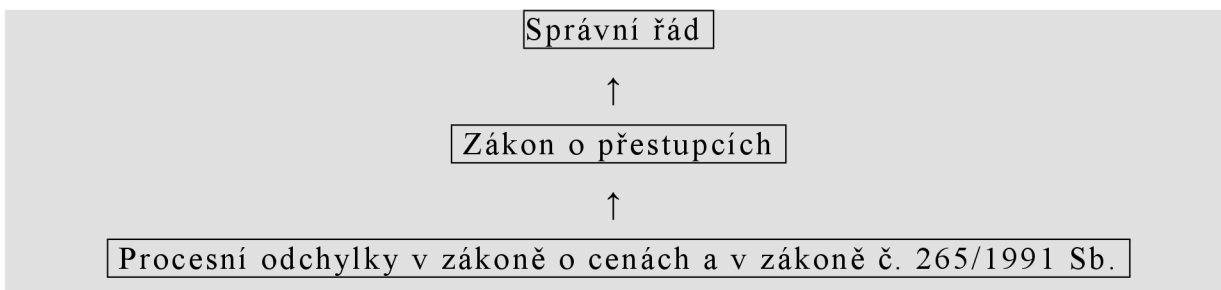 Správní řád
↑
Zákon o přestupcích
↑
Procesní odchylky v zákoně o cenách a v zákoně č. 265/1991 Sb.